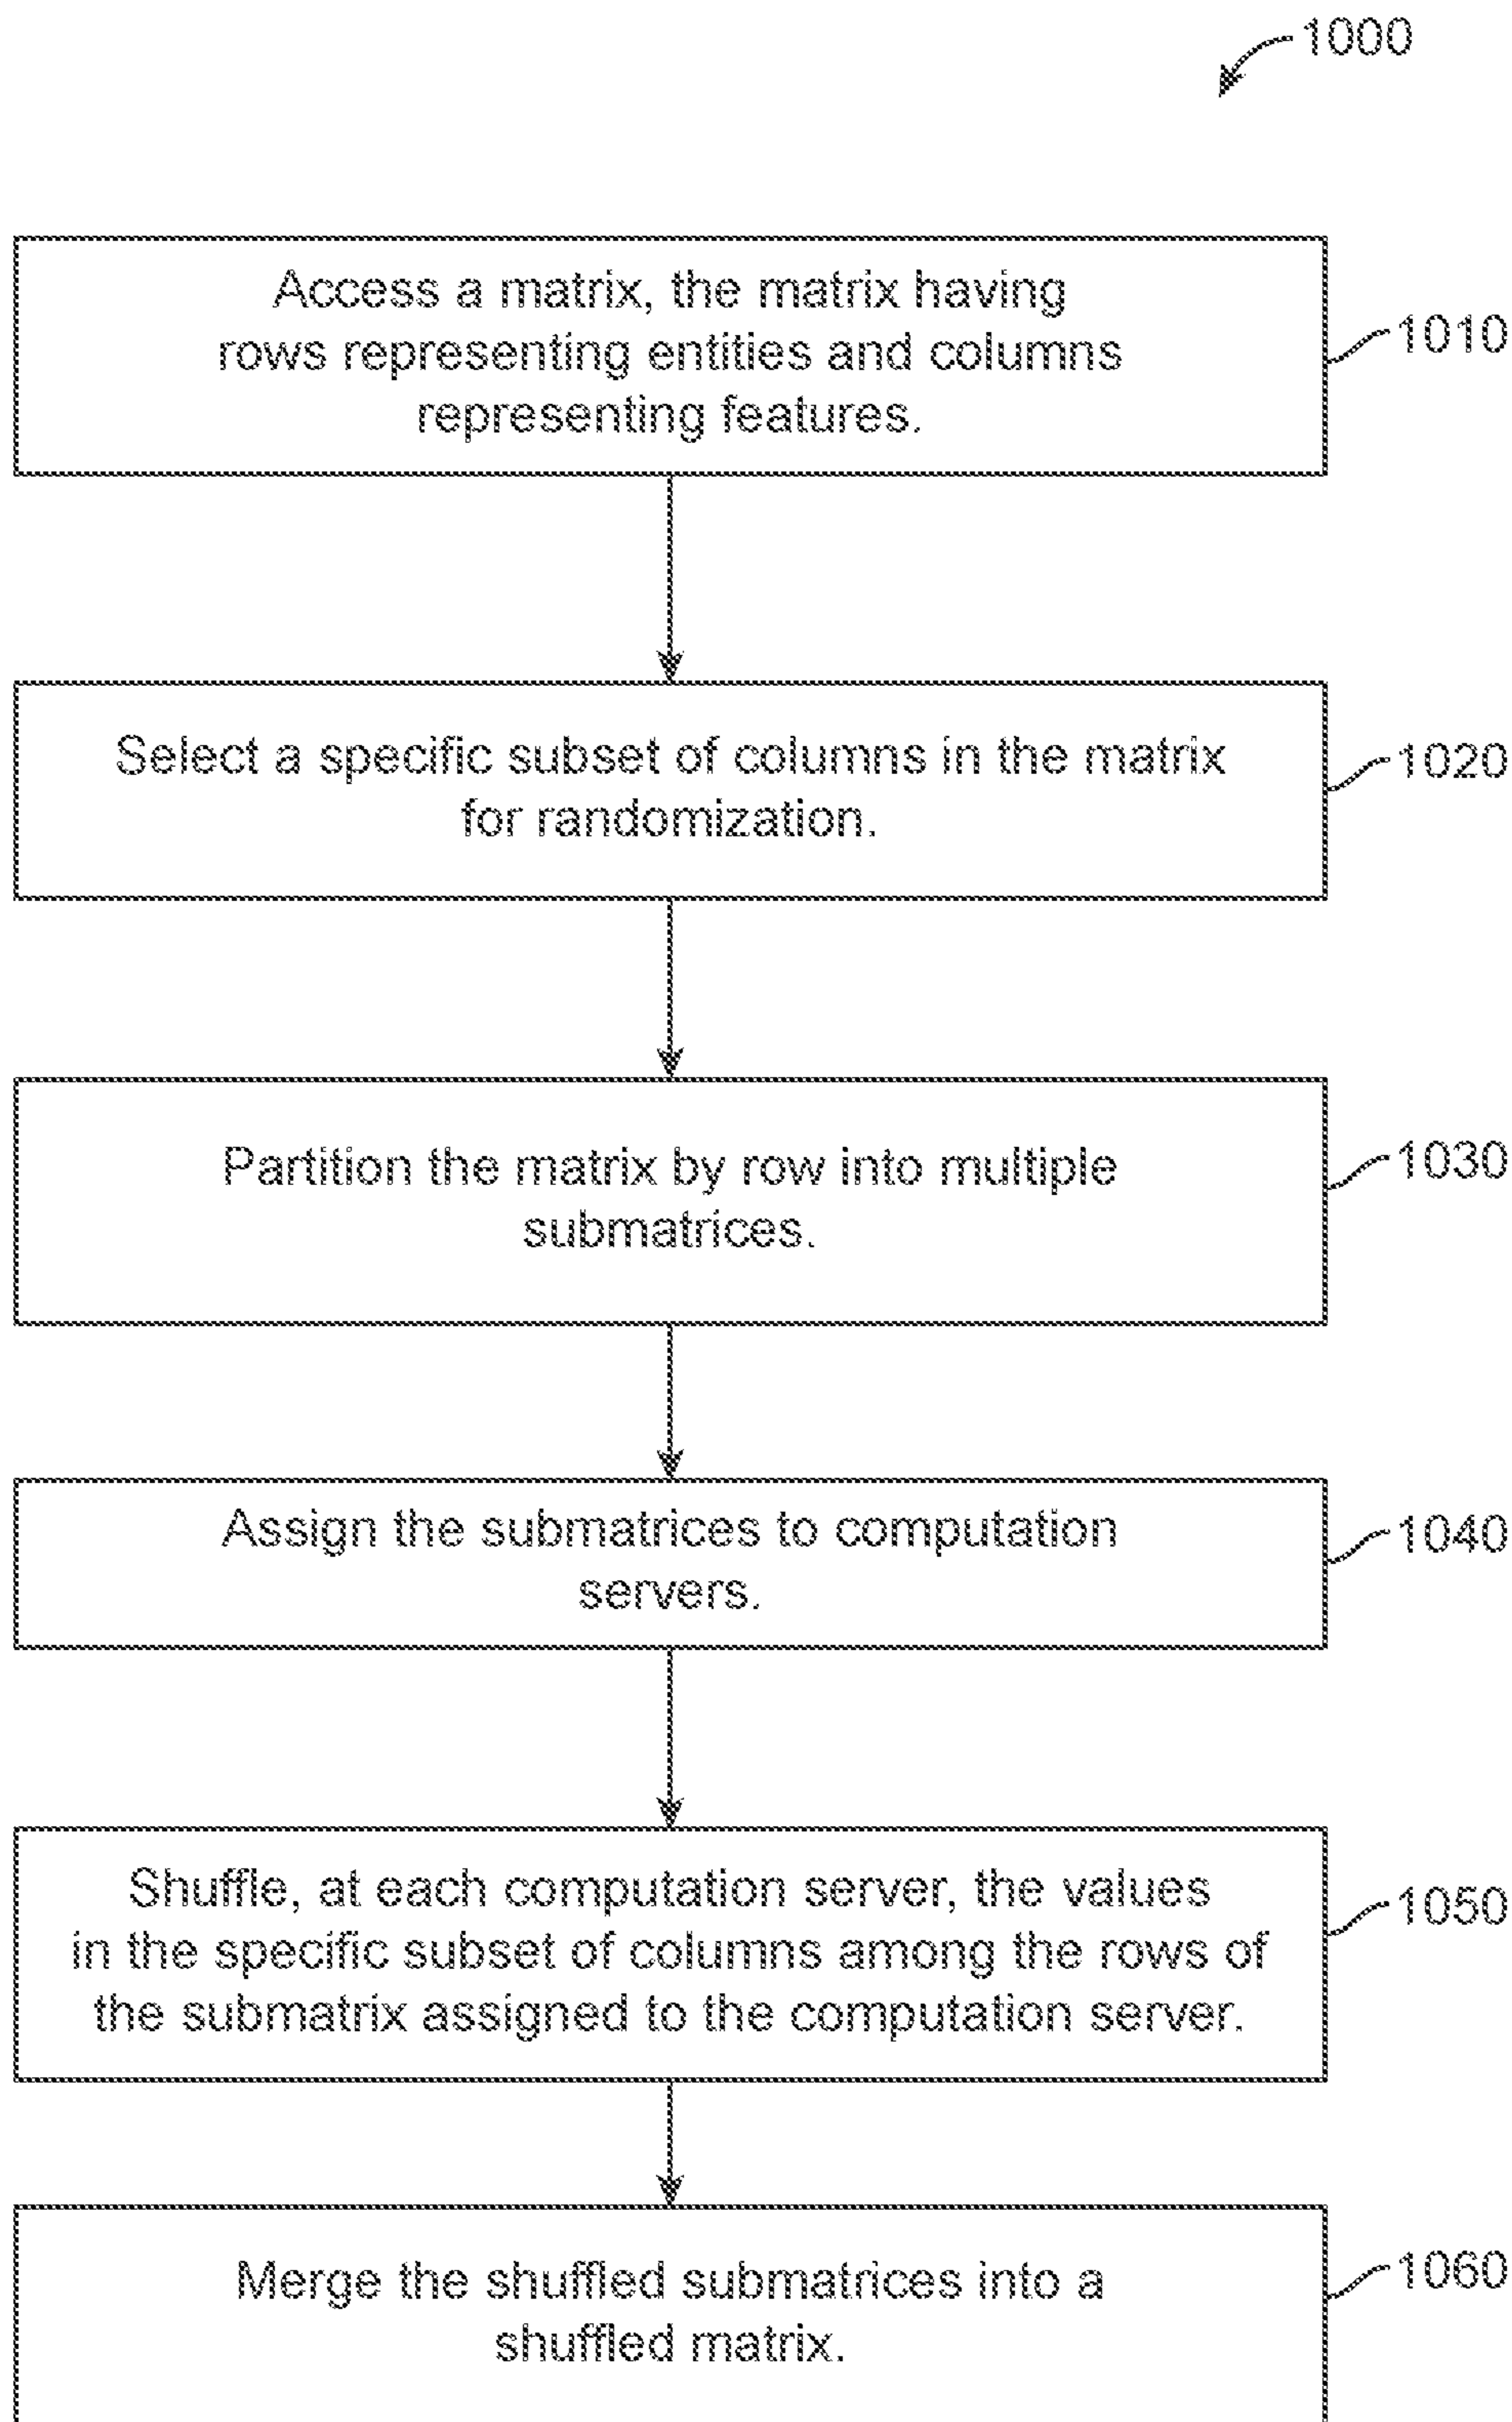 1000
Access a matrix, the matrix having
rows representing entities and columns
representing features.
1010
Select a specific subset of columns in the matrix
for randomization.
1020
Partition the matrix by row into multiple
submatrices.
1030
Assign the submatrices to computation
servers.
1040
Shuffle, at each computation server, the values
in the specific subset of columns among the rows of
the submatrix assigned to the computation server.
1050
Merge the shuffled submatrices into a
shuffled matrix.
1060